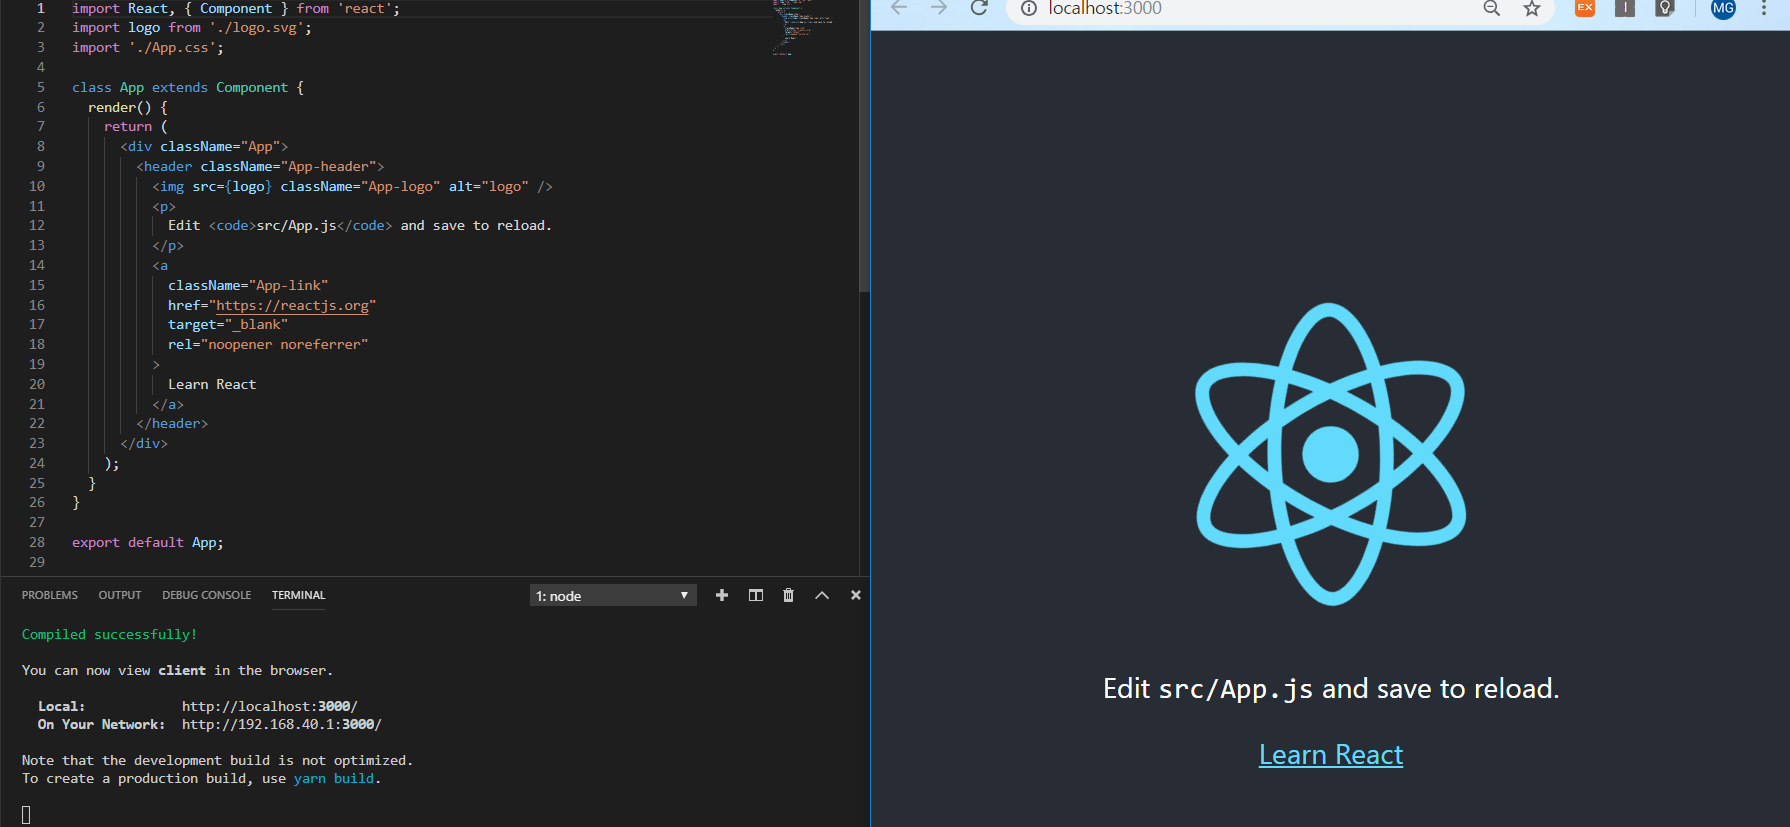 1 import React, { Component } from 'react';
2 import logo from './logo.svg';
3 import './App.css';
4
5 class App extends Component {
6   render() {
7     return (
8       <div className="App">
9         <header className="App-header">
10           <img src={logo} className="App-logo" alt="logo" />
11           <p>
12             Edit <code>src/App.js</code> and save to reload.
13           </p>
14           <a
15             className="App-link"
16             href="https://reactjs.org"
17             target="_blank"
18             rel="noopener noreferrer"
19           >
20             Learn React
21           </a>
22         </header>
23       </div>
24     );
25   }
26 }
27
28 export default App;
29
PROBLEMS OUTPUT DEBUG CONSOLE TERMINAL 1: node
Compiled successfully!
You can now view client in the browser.
Local: http://localhost:3000/
On Your Network: http://192.168.40.1:3000/
Note that the development build is not optimized.
To create a production build, use yarn build.
localhost:3000 EX MG
Edit src/App.js and save to reload.
Learn React